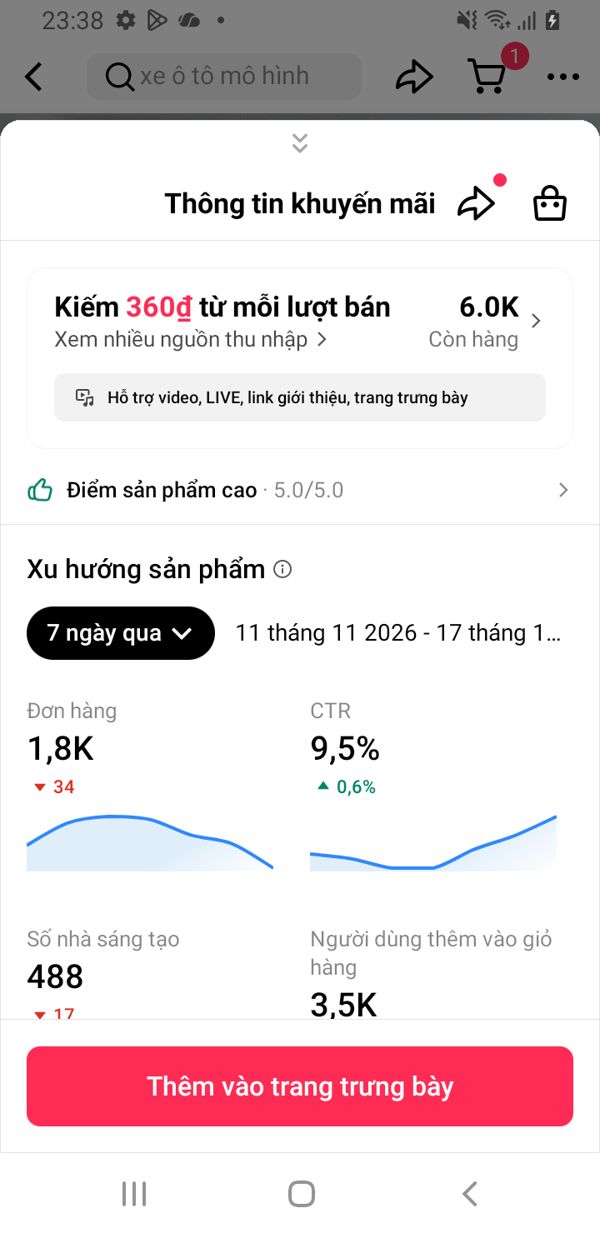 23:38
xe ô tô mô hình
1
Thông tin khuyến mãi
Kiếm 360₫ từ mỗi lượt bán
6.0K
Xem nhiều nguồn thu nhập >
Còn hàng
Hỗ trợ video, LIVE, link giới thiệu, trang trưng bày
Điểm sản phẩm cao · 5.0/5.0
Xu hướng sản phẩm
7 ngày qua
11 tháng 11 2026 - 17 tháng 1...
Đơn hàng
CTR
1,8K
9,5%
34
0,6%
Số nhà sáng tạo
Người dùng thêm vào giỏ
hàng
488
3,5K
17
Thêm vào trang trưng bày